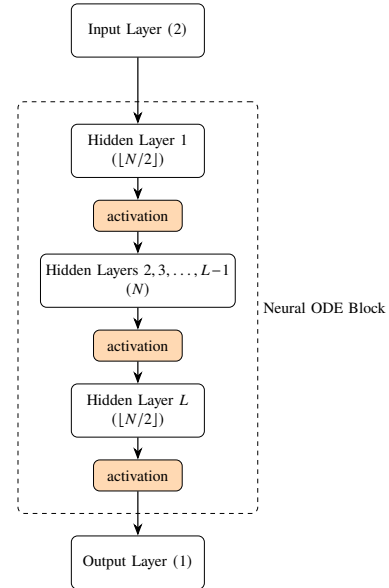 Input Layer (2)
Hidden Layer 1
(⌊N/2⌋)
activation
Hidden Layers 2, 3, . . . , L−1
(N)
Neural ODE Block
activation
Hidden Layer L
(⌊N/2⌋)
activation
Output Layer (1)